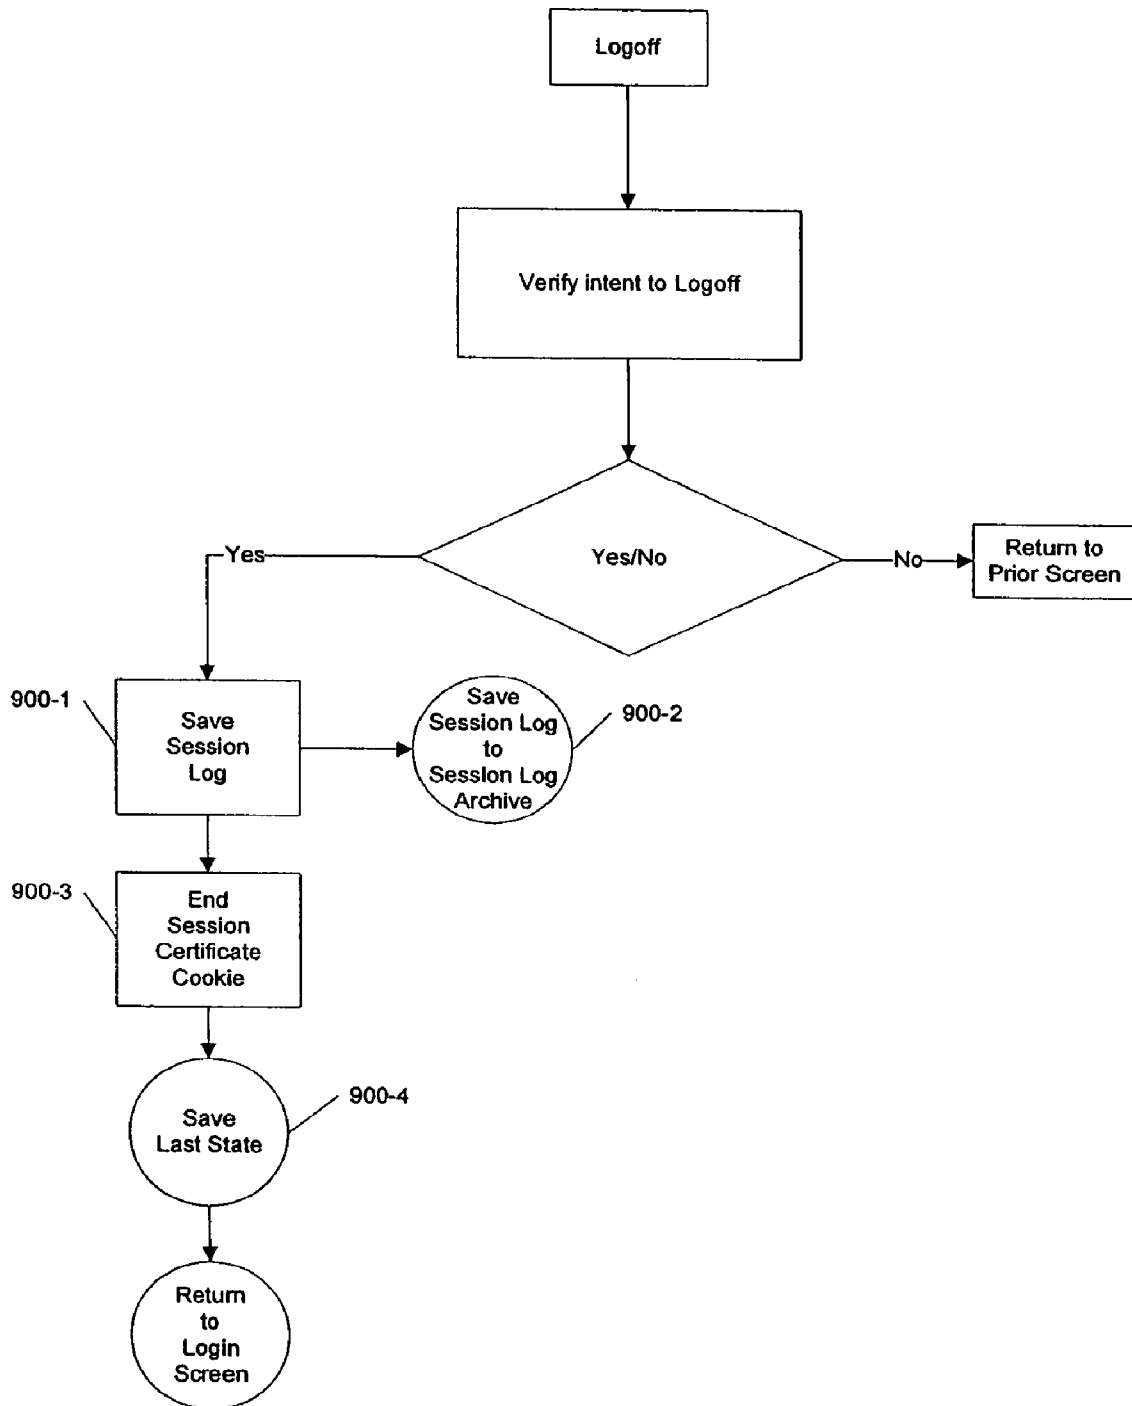 Logoff
Verify intent to Logoff
Yes
Yes/No
No
Return to
Prior Screen
900-1
Save
Session
Log
Save
Session Log
to
Session Log
Archive
900-2
900-3
End
Session
Certificate
Cookie
Save
Last State
900-4
Return
to
Login
Screen